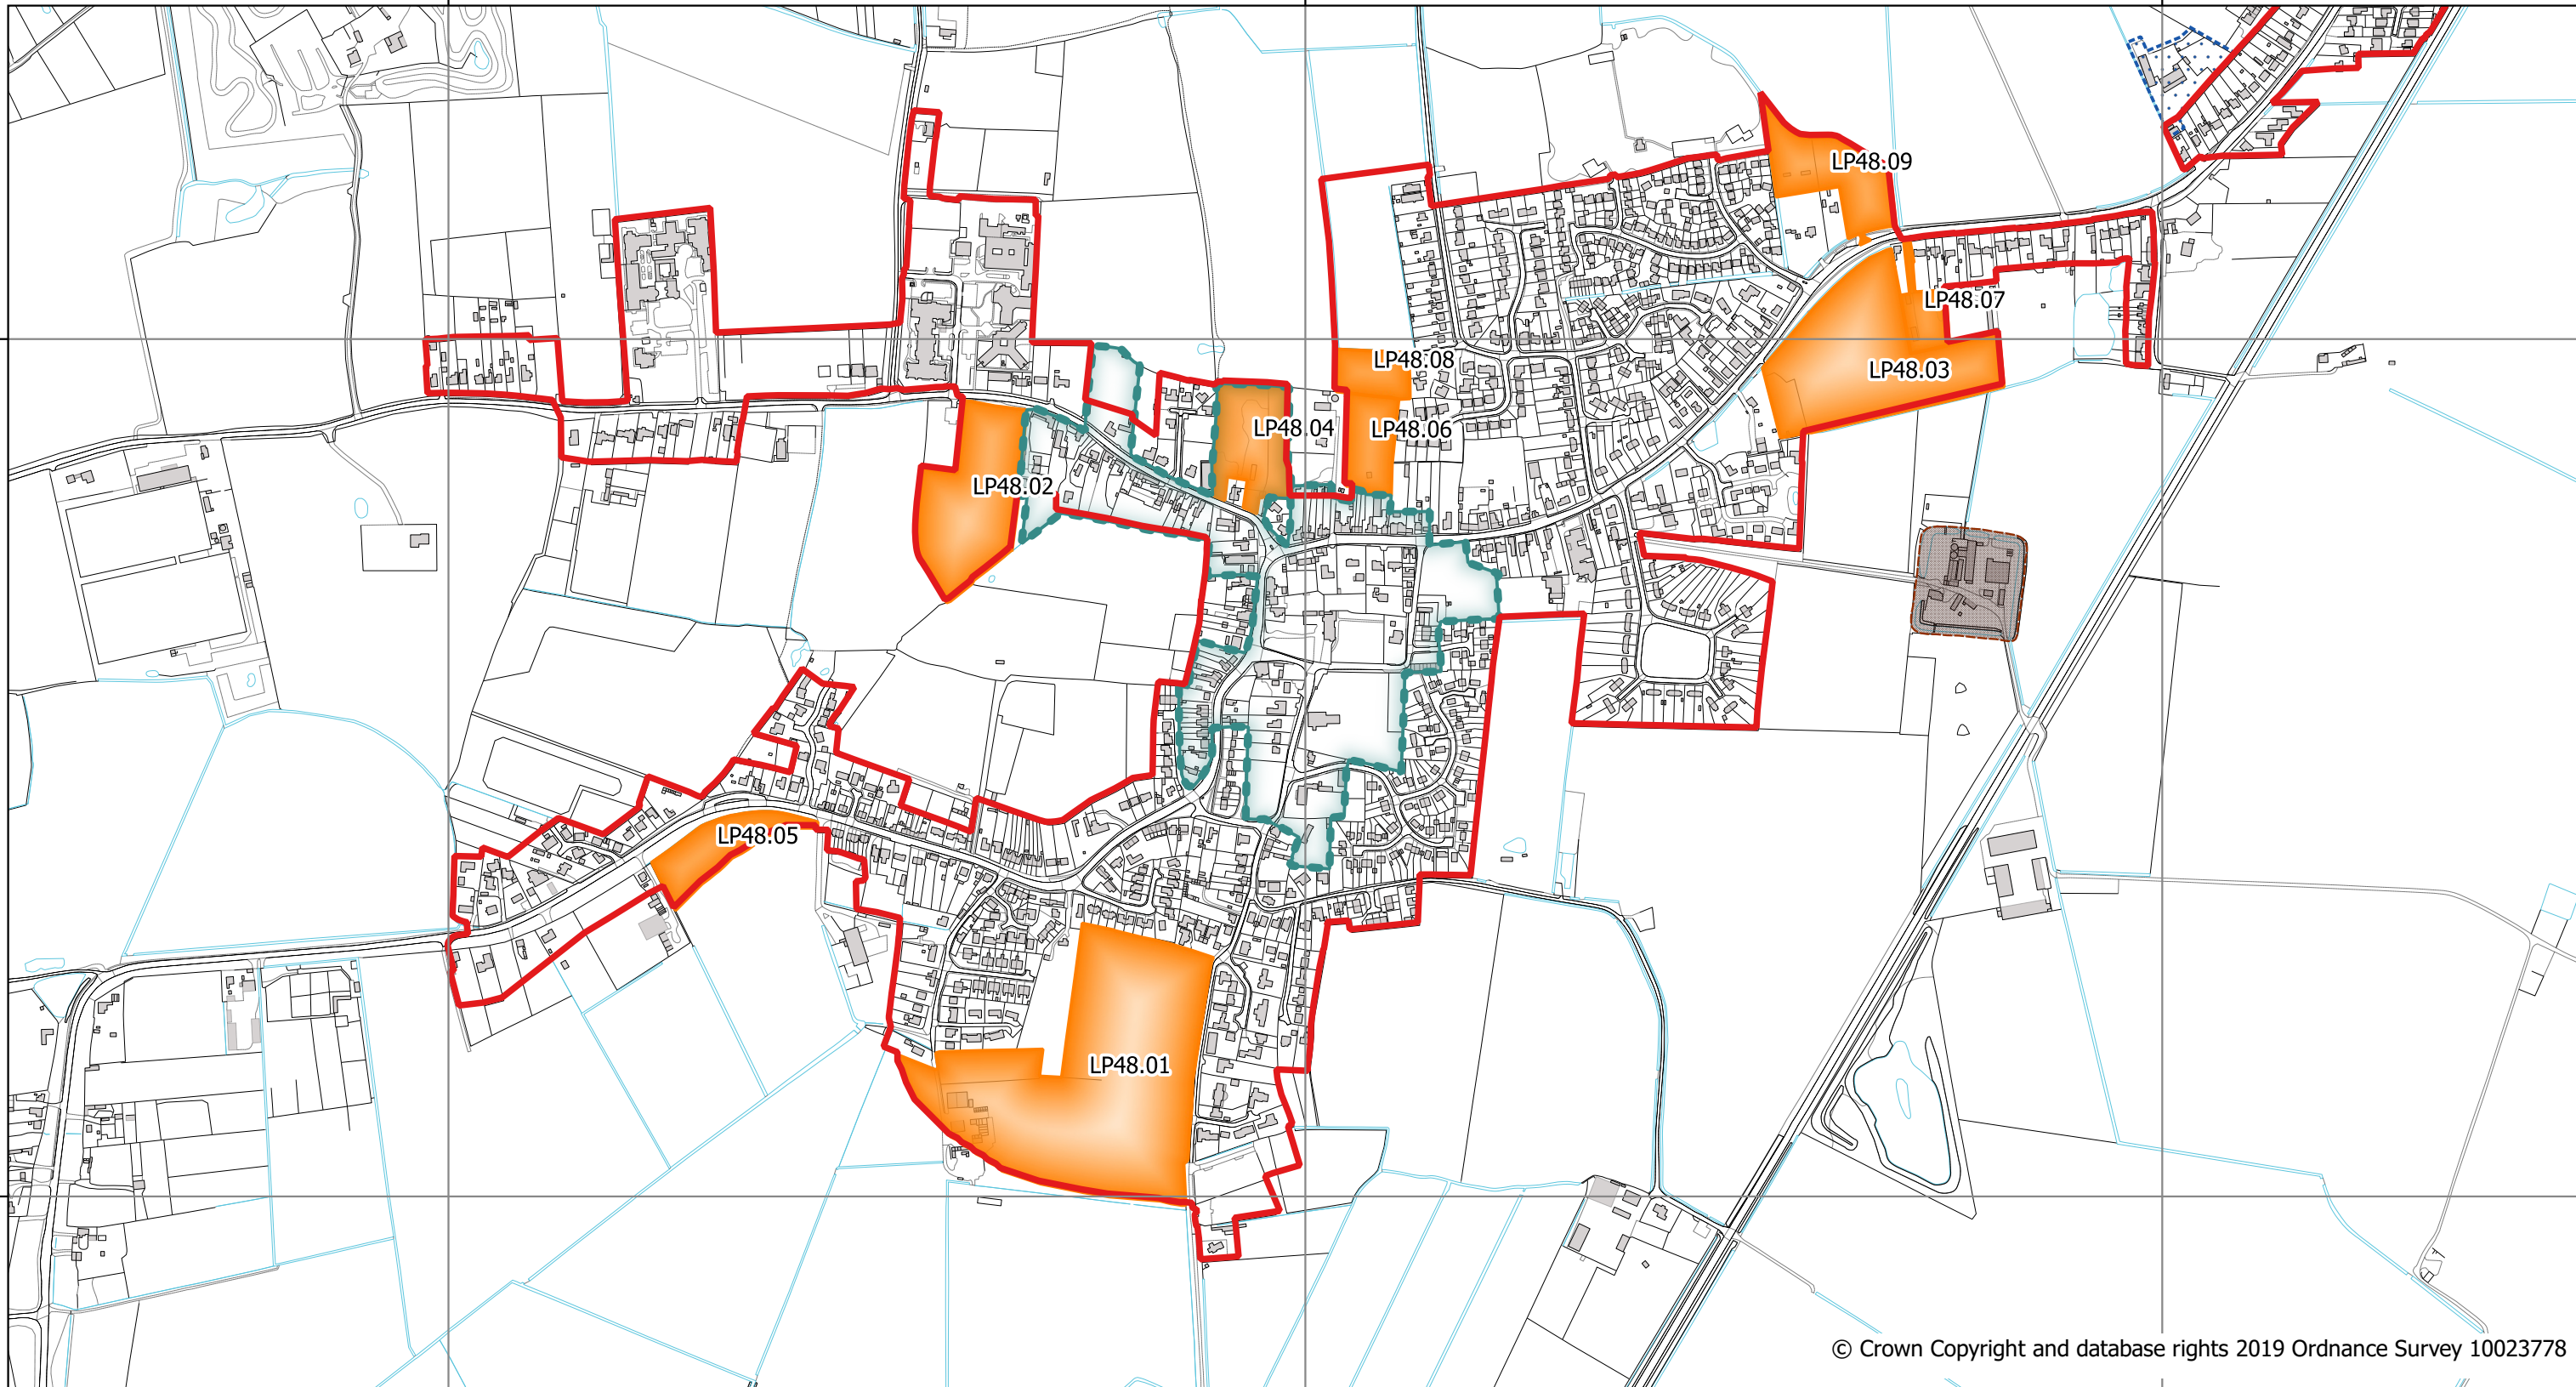 LP48.09
LP48.07
LP48.08
LP48.03
LP48.04
LP48.06
LP48.02
LP48.05
LP48.01
© Crown Copyright and database rights 2019 Ordnance Survey 10023778